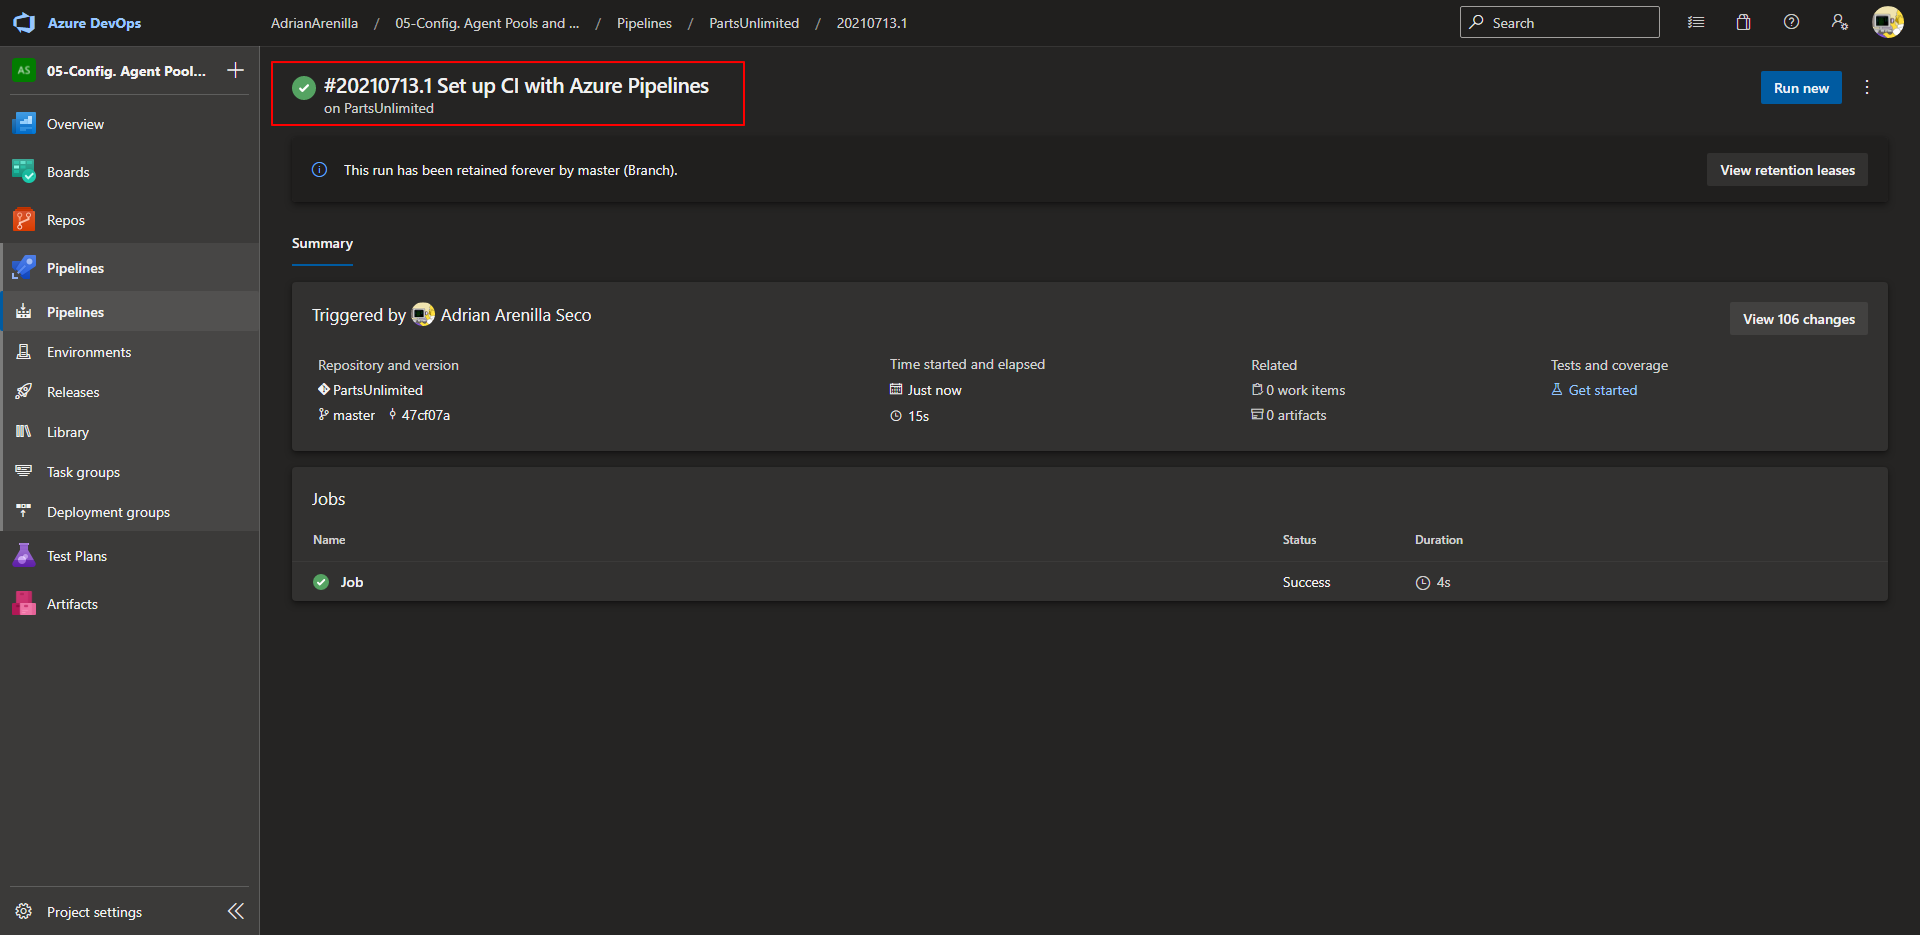 Azure DevOps
AdrianArenilla / 05-Config. Agent Pools and ... / Pipelines / PartsUnlimited / 20210713.1
Search
AS
05-Config. Agent Pool...
Overview
Boards
Repos
Pipelines
Pipelines
Environments
Releases
Library
Task groups
Deployment groups
Test Plans
Artifacts
Project settings
#20210713.1 Set up CI with Azure Pipelines
on PartsUnlimited
Run new
This run has been retained forever by master (Branch).
View retention leases
Summary
Triggered by Adrian Arenilla Seco
View 106 changes
Repository and version
PartsUnlimited
master 47cf07a
Time started and elapsed
Just now
15s
Related
0 work items
0 artifacts
Tests and coverage
Get started
Jobs
Name Status Duration
Job Success 4s